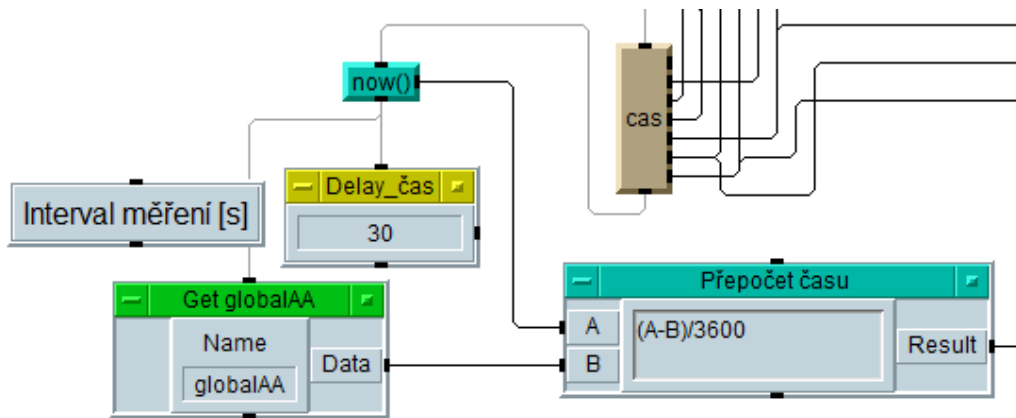 now()
cas
Delay_čas
30
Interval měření [s]
Get globalAA
Name
globalAA
Data
Přepočet času
A
B
(A-B)/3600
Result